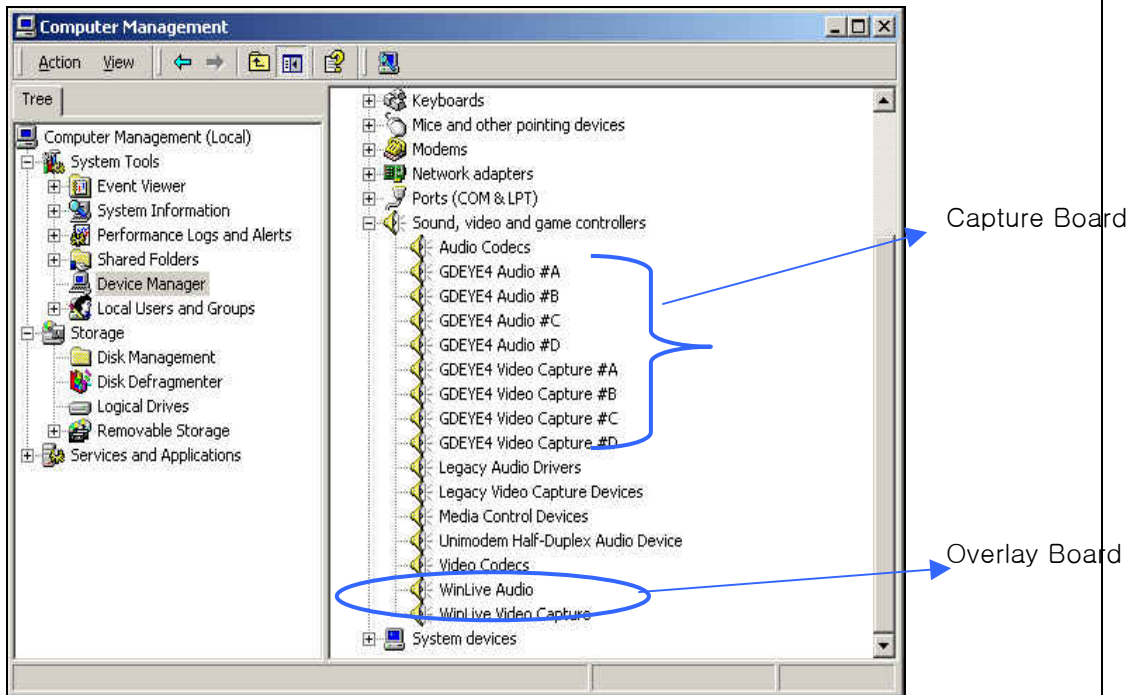 Computer Management
Action View
Tree
Computer Management (Local)
System Tools
Event Viewer
System Information
Performance Logs and Alerts
Shared Folders
Device Manager
Local Users and Groups
Storage
Disk Management
Disk Defragmenter
Logical Drives
Removable Storage
Services and Applications
Keyboards
Mice and other pointing devices
Modems
Network adapters
Ports (COM & LPT)
Sound, video and game controllers
Audio Codecs
GDEYE4 Audio #A
GDEYE4 Audio #B
GDEYE4 Audio #C
GDEYE4 Audio #D
GDEYE4 Video Capture #A
GDEYE4 Video Capture #B
GDEYE4 Video Capture #C
GDEYE4 Video Capture #D
Legacy Audio Drivers
Legacy Video Capture Devices
Media Control Devices
Unimodem Half-Duplex Audio Device
Video Codecs
WinLive Audio
WinLive Video Capture
System devices
Capture Board
Overlay Board